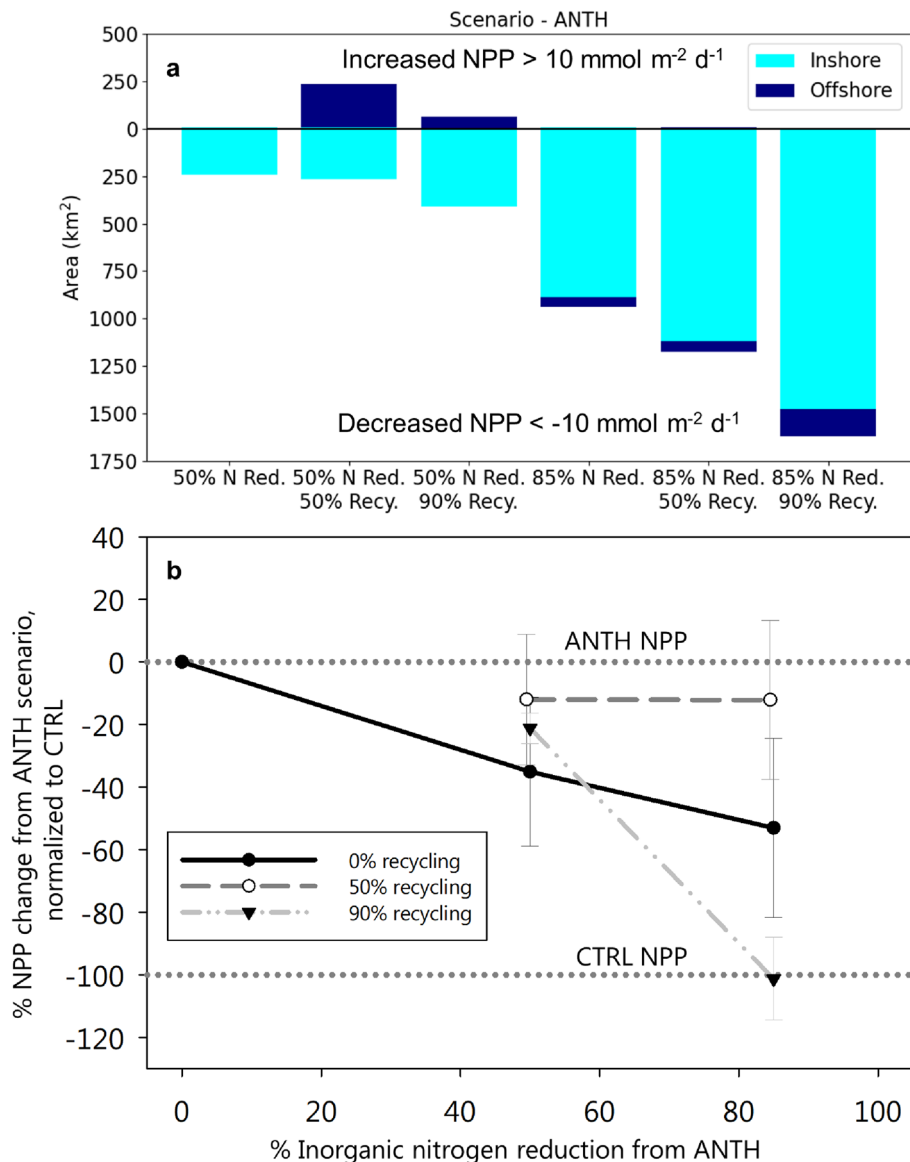 Scenario - ANTH
a
Increased NPP > 10 mmol m⁻² d⁻¹
Inshore
Offshore
500
250
0
250
500
750
1000
1250
1500
1750
Area (km²)
Decreased NPP < -10 mmol m⁻² d⁻¹
50% N Red.
50% N Red.
50% Recy.
50% N Red.
90% Recy.
85% N Red.
85% N Red.
50% Recy.
85% N Red.
90% Recy.
b
40
20
0
-20
-40
-60
-80
-100
-120
% NPP change from ANTH scenario,
normalized to CTRL
ANTH NPP
0% recycling
50% recycling
90% recycling
CTRL NPP
0
20
40
60
80
100
% Inorganic nitrogen reduction from ANTH